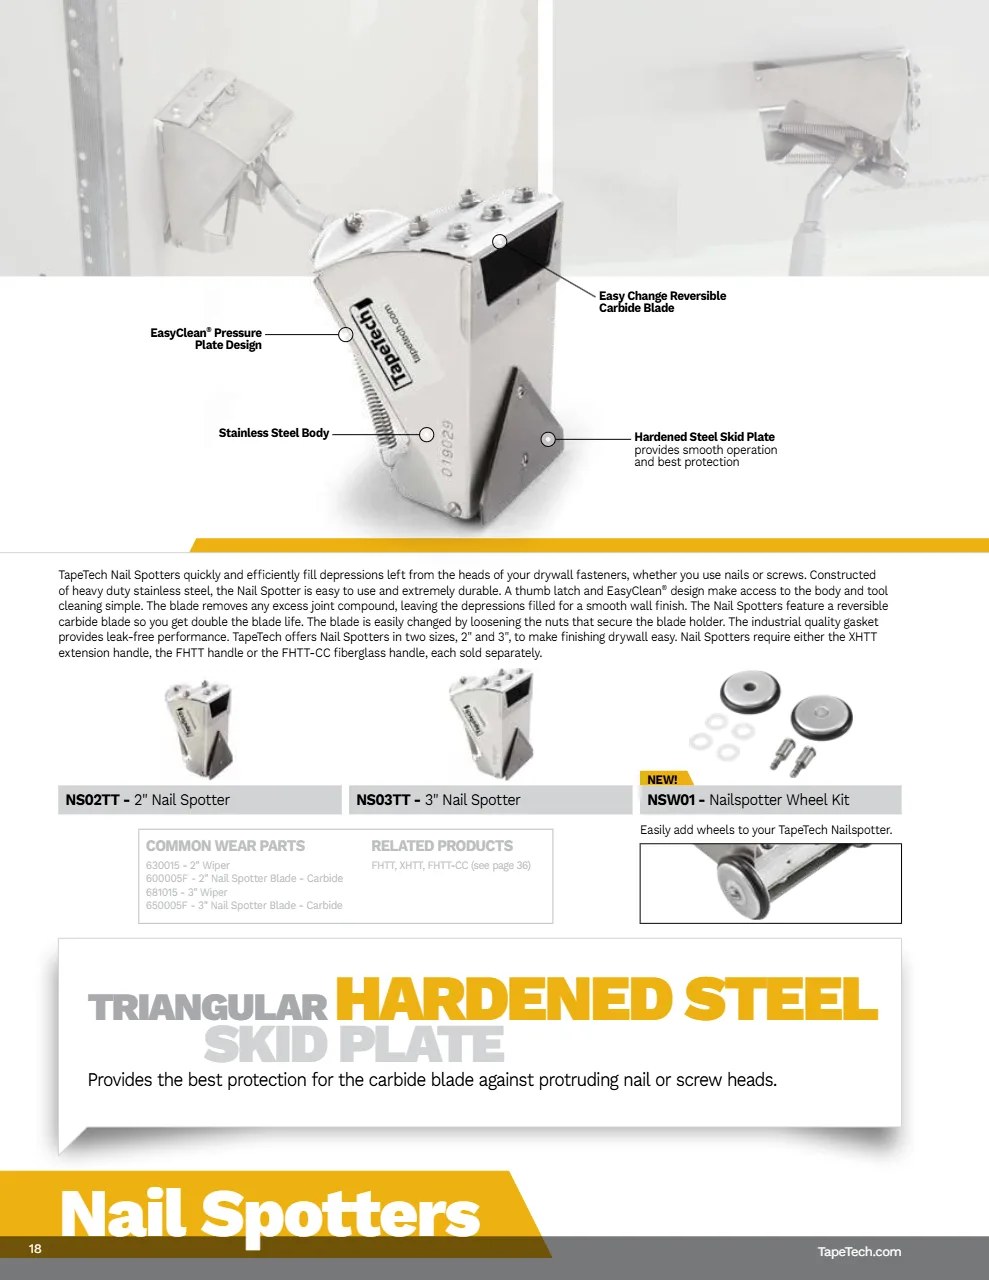 Easy Change Reversible
Carbide Blade
EasyClean® Pressure
Plate Design
TapeTech
tapetech.com
Stainless Steel Body
019029
Hardened Steel Skid Plate
provides smooth operation
and best protection
TapeTech Nail Spotters quickly and efficiently fill depressions left from the heads of your drywall fasteners, whether you use nails or screws. Constructed
of heavy duty stainless steel, the Nail Spotter is easy to use and extremely durable. A thumb latch and EasyClean® design make access to the body and tool
cleaning simple. The blade removes any excess joint compound, leaving the depressions filled for a smooth wall finish. The Nail Spotters feature a reversible
carbide blade so you get double the blade life. The blade is easily changed by loosening the nuts that secure the blade holder. The industrial quality gasket
provides leak-free performance. TapeTech offers Nail Spotters in two sizes, 2" and 3", to make finishing drywall easy. Nail Spotters require either the XHTT
extension handle, the FHTT handle or the FHTT-CC fiberglass handle, each sold separately.
TapeTech
TapeTech
NEW!
NS02TT - 2" Nail Spotter
NS03TT - 3" Nail Spotter
NSW01 - Nailspotter Wheel Kit
Easily add wheels to your TapeTech Nailspotter.
COMMON WEAR PARTS
630015 - 2" Wiper
600005F - 2" Nail Spotter Blade - Carbide
681015 - 3" Wiper
650005F - 3" Nail Spotter Blade - Carbide
RELATED PRODUCTS
FHTT, XHTT, FHTT-CC (see page 36)
TRIANGULAR HARDENED STEEL
SKID PLATE
Provides the best protection for the carbide blade against protruding nail or screw heads.
Nail Spotters
18
TapeTech.com